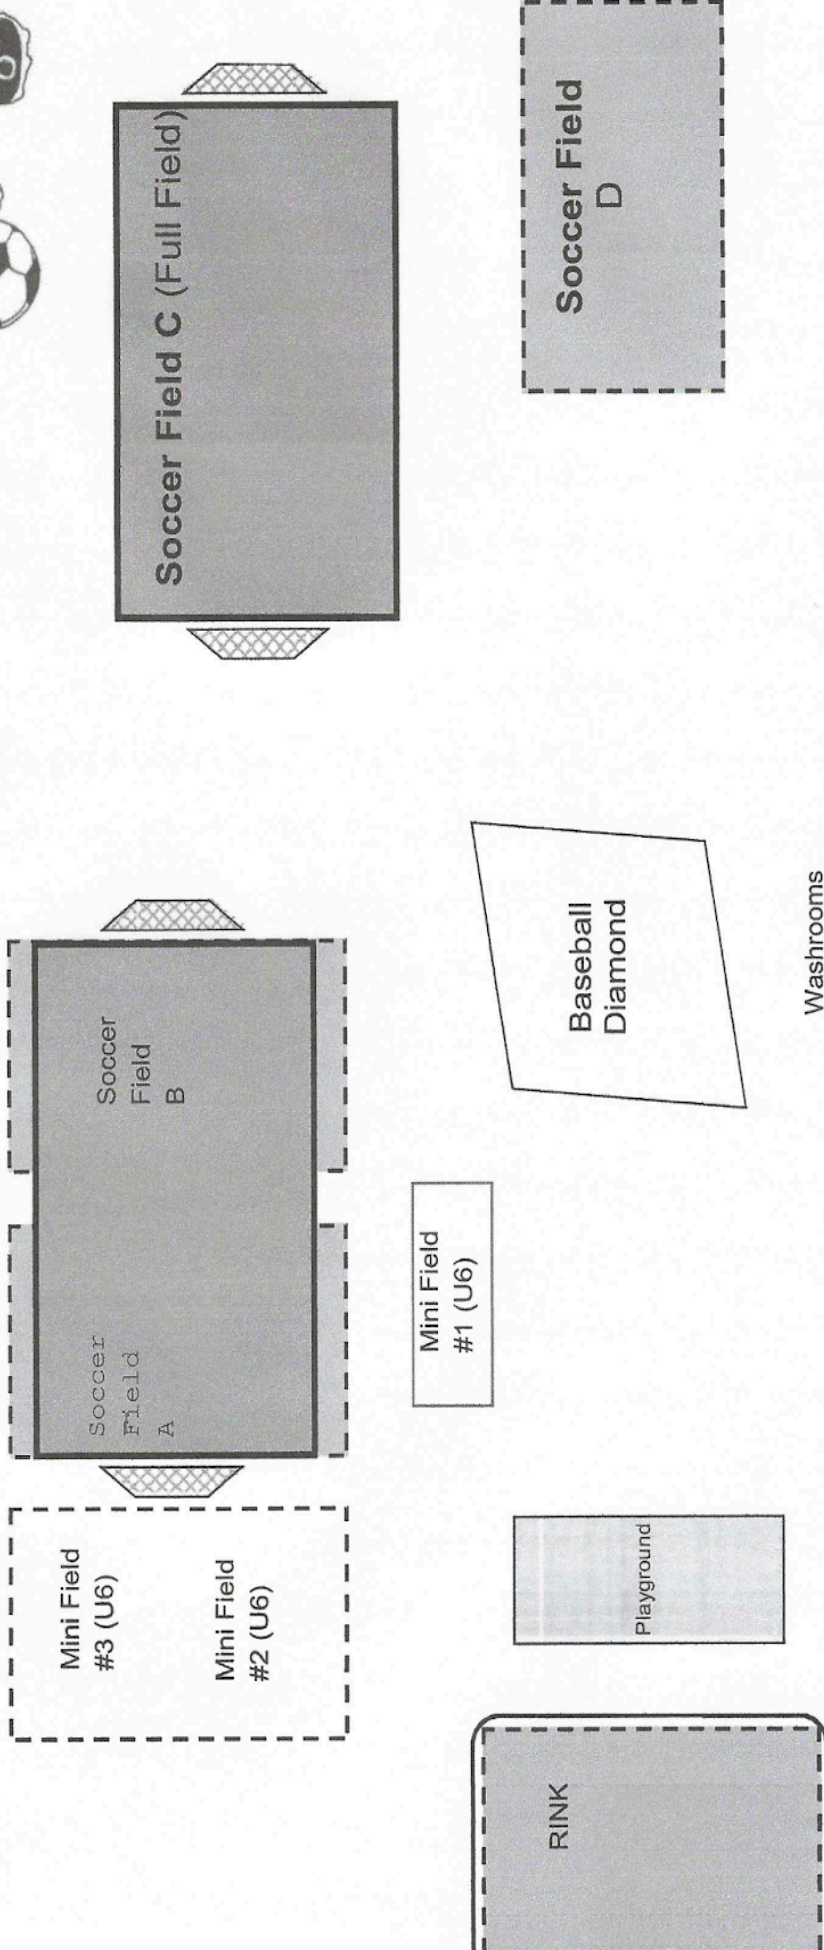 Mini Field
#3 (U6)
Mini Field
#2 (U6)
Soccer
Field
A
Soccer
Field
B
Soccer Field C (Full Field)
Mini Field
#1 (U6)
RINK
Playground
Baseball
Diamond
Soccer Field
D
Washrooms